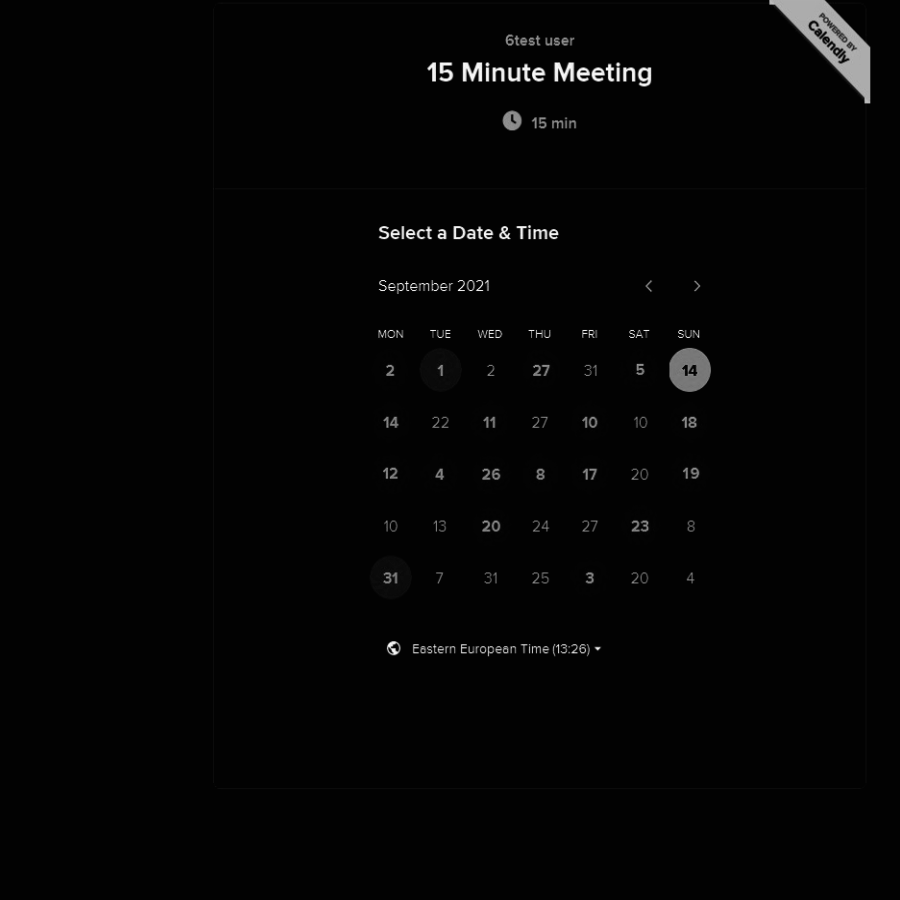 POWERED BY
Calendly
6test user
15 Minute Meeting
15 min
Select a Date & Time
September 2021
MON TUE WED THU FRI SAT SUN
2 1 2 27 31 5 14
14 22 11 27 10 10 18
12 4 26 8 17 20 19
10 13 20 24 27 23 8
31 7 31 25 3 20 4
Eastern European Time (13:26)